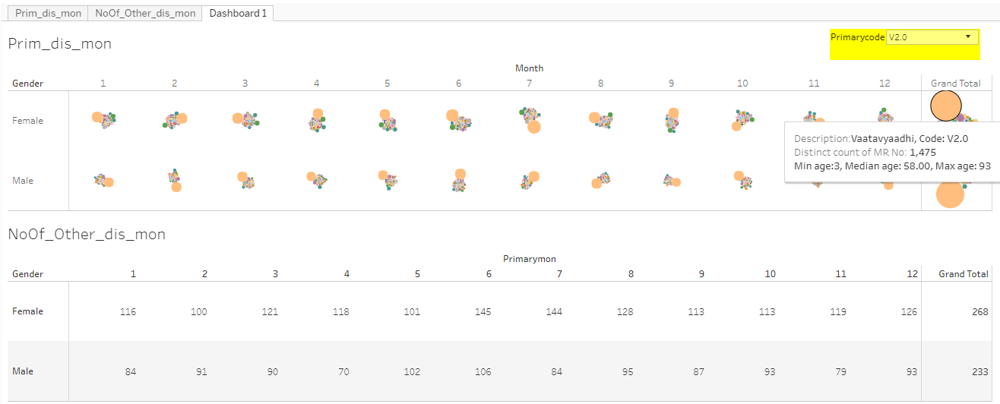 Prim_dis_mon NoOf_Other_dis_mon Dashboard 1
Prim_dis_mon
Primarycode V2.0
Month
Gender 1 2 3 4 5 6 7 8 9 10 11 12 Grand Total
Female
Description:Vaatavyaadhi, Code: V2.0
Distinct count of MR No: 1,475
Min age:3, Median age: 58.00, Max age: 93
Male
NoOf_Other_dis_mon
Primarymon
Gender 1 2 3 4 5 6 7 8 9 10 11 12 Grand Total
Female 116 100 121 118 101 145 144 128 113 113 119 126 268
Male 84 91 90 70 102 106 84 95 87 93 79 93 233